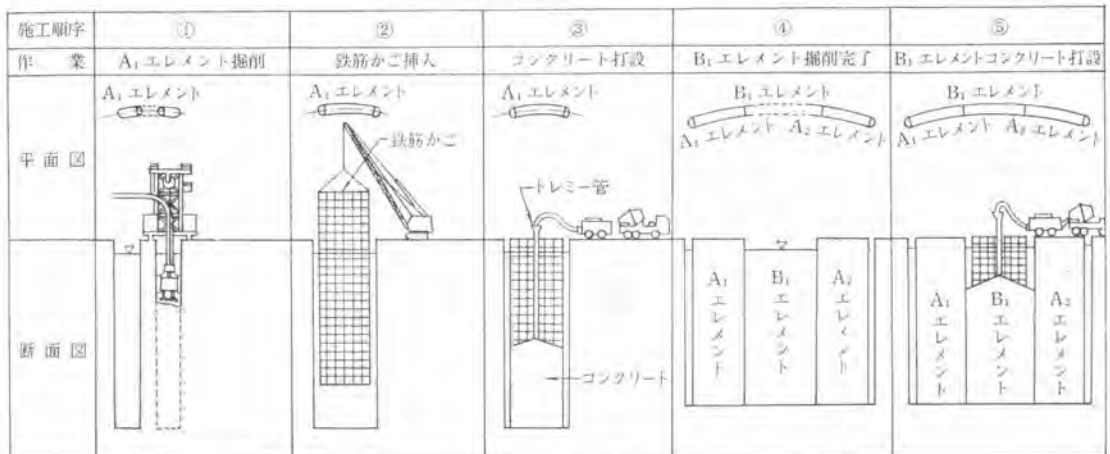 施工順序 ① ② ③ ④ ⑤
作業 A₁エレメント掘削 鉄筋かご挿入 コンクリート打設 B₁エレメント掘削完了 B₁エレメントコンクリート打設
平面図
A₁エレメント
A₁エレメント
鉄筋かご
A₁エレメント
トレミー管
B₁エレメント
A₁エレメント A₂エレメント
B₁エレメント
A₁エレメント A₂エレメント
断面図
コンクリート
A₁エレメント
B₁エレメント
A₂エレメント
A₁エレメント
B₁エレメント
A₂エレメント